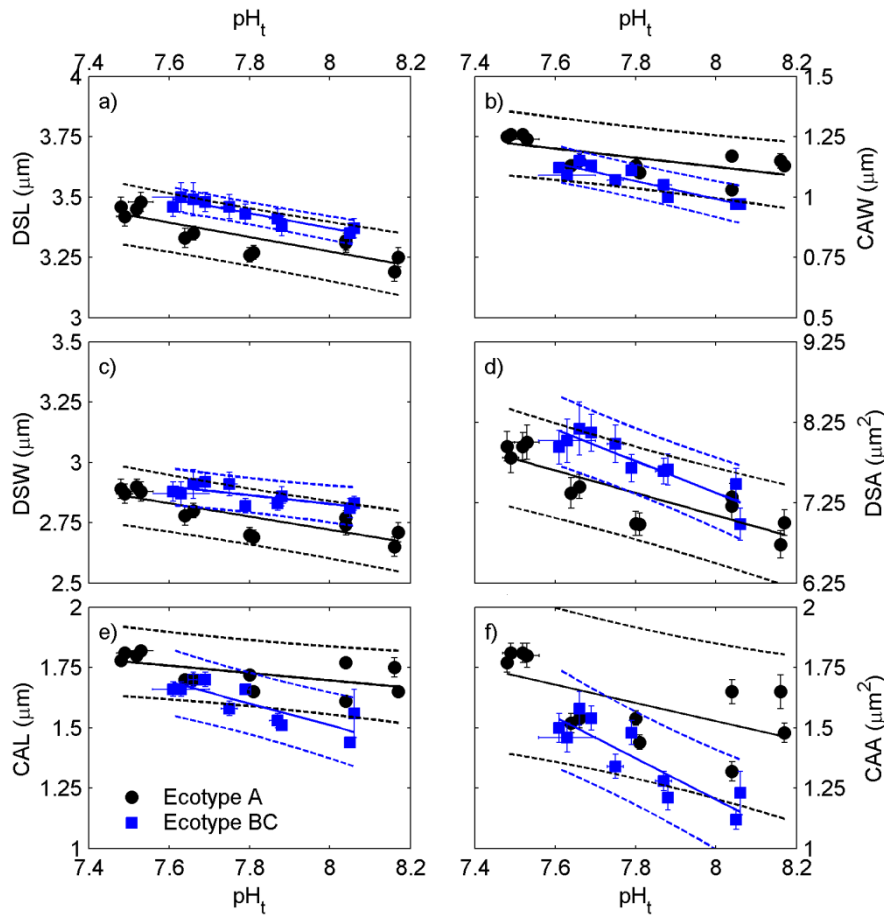 pHt pHt
7.4 7.6 7.8 8 8.2 7.4 7.6 7.8 8 8.2
4 3.75 3.5 3.25 3
DSL (µm)
a)
b)
1.5 1.25 1 0.75 0.5
CAW (µm)
3.5 3.25 3 2.75 2.5
DSW (µm)
c)
d)
9.25 8.25 7.25 6.25
DSA (µm²)
2 1.75 1.5 1.25 1
CAL (µm)
e)
Ecotype A
Ecotype BC
f)
2 1.75 1.5 1.25 1
CAA (µm²)
7.4 7.6 7.8 8 8.2 7.4 7.6 7.8 8 8.2
pHt pHt